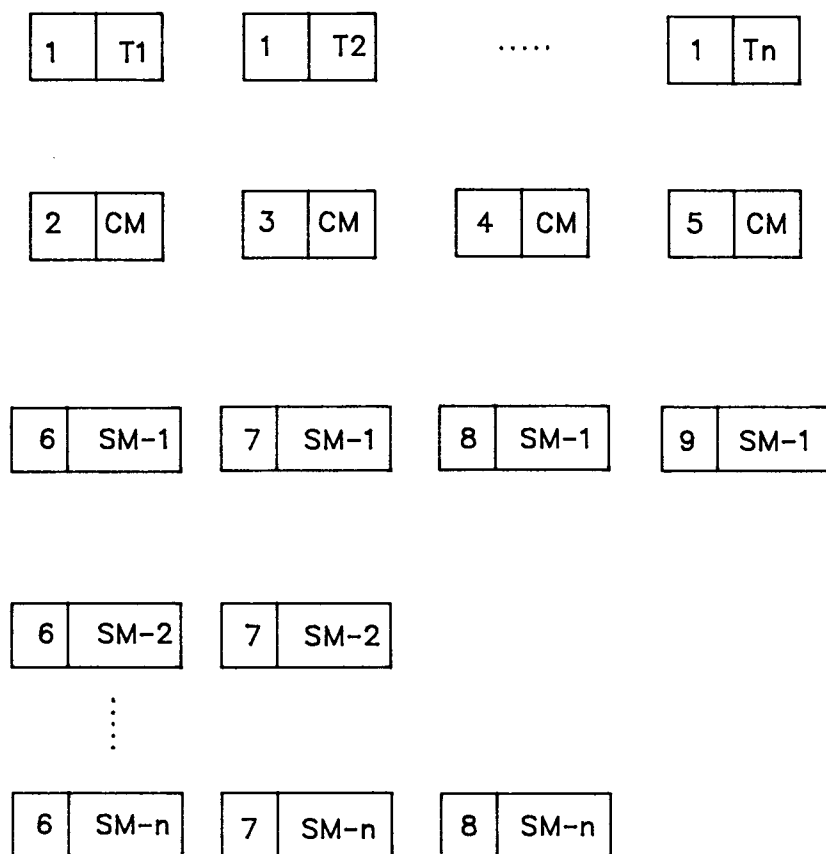 1 T1 1 T2 ..... 1 Tn
2 CM 3 CM 4 CM 5 CM
6 SM-1 7 SM-1 8 SM-1 9 SM-1
6 SM-2 7 SM-2
6 SM-n 7 SM-n 8 SM-n